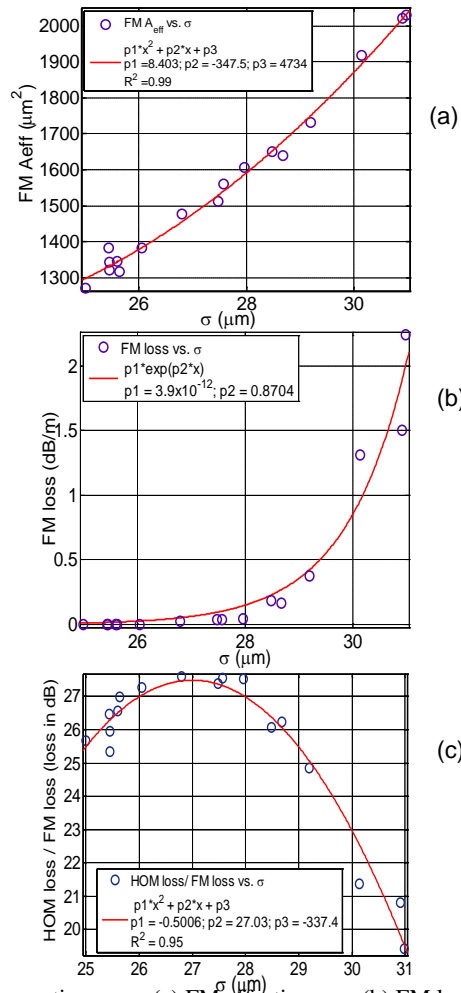 2000
1900
1800
1700
1600
1500
1400
1300
FM Aeff (μm²)
FM A_eff vs. σ
p1*x² + p2*x + p3
p1 =8.403; p2 = -347.5; p3 = 4734
R² =0.99
(a)
26
28
30
σ (μm)
2
1.5
1
0.5
0
FM loss (dB/m)
FM loss vs. σ
p1*exp(p2*x)
p1 = 3.9x10⁻¹²; p2 = 0.8704
(b)
26
28
30
σ (μm)
27
26
25
24
23
22
21
20
HOM loss / FM loss (loss in dB)
(c)
HOM loss/ FM loss vs. σ
p1*x² + p2*x + p3
p1 = -0.5006; p2 = 27.03; p3 = -337.4
R² = 0.95
25
26
27
28
29
30
31
σ (μm)